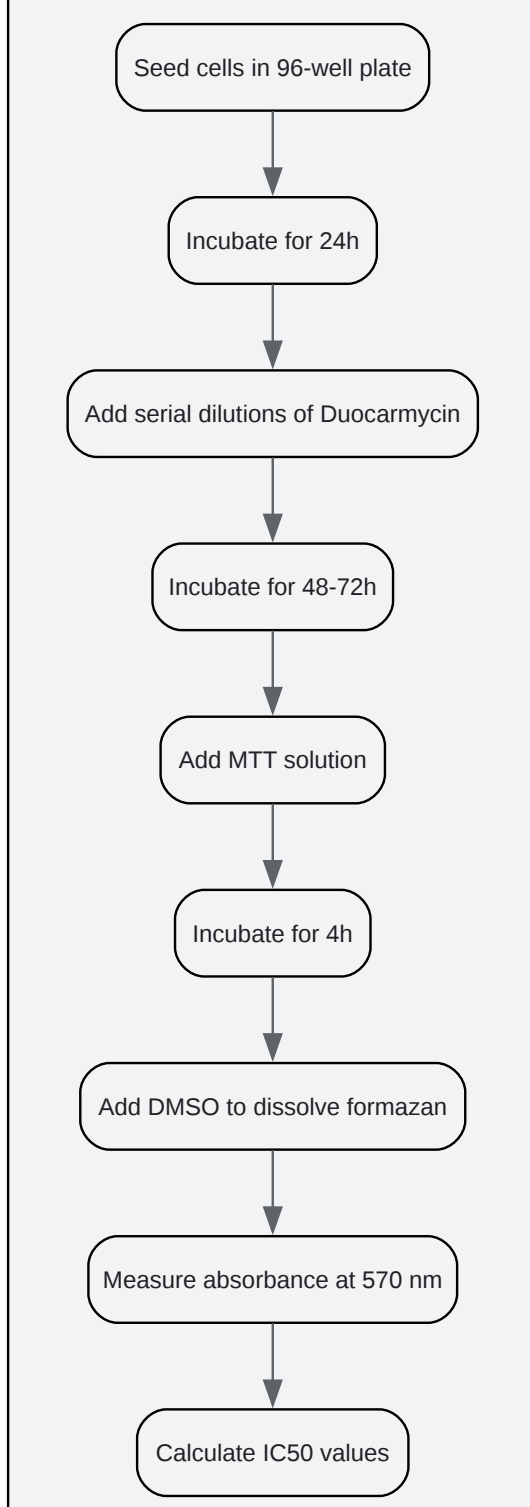 Seed cells in 96-well plate
Incubate for 24h
Add serial dilutions of Duocarmycin
Incubate for 48-72h
Add MTT solution
Incubate for 4h
Add DMSO to dissolve formazan
Measure absorbance at 570 nm
Calculate IC50 values